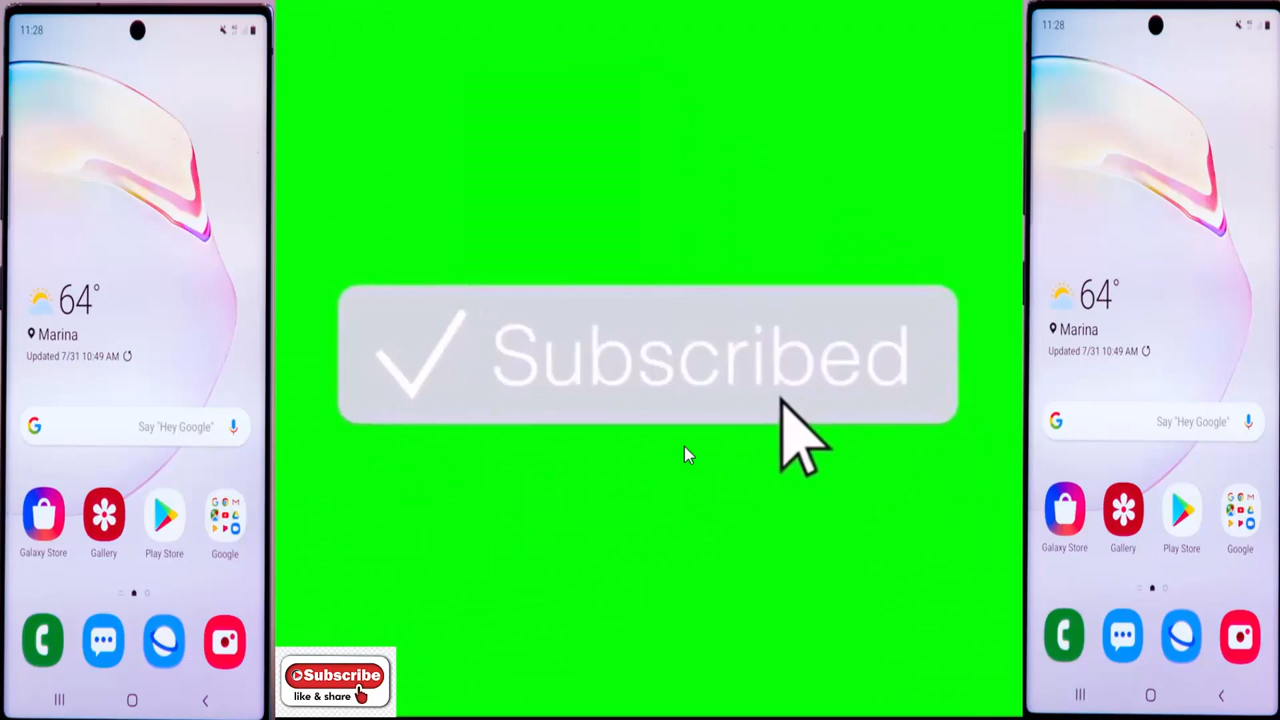 11:28
64°
Marina
Updated 7/31 10:49 AM
Say "Hey Google"
Galaxy Store
Gallery
Play Store
Google
Subscribed
Subscribe
like & share
11:28
64°
Marina
Updated 7/31 10:49 AM
Say "Hey Google"
Galaxy Store
Gallery
Play Store
Google